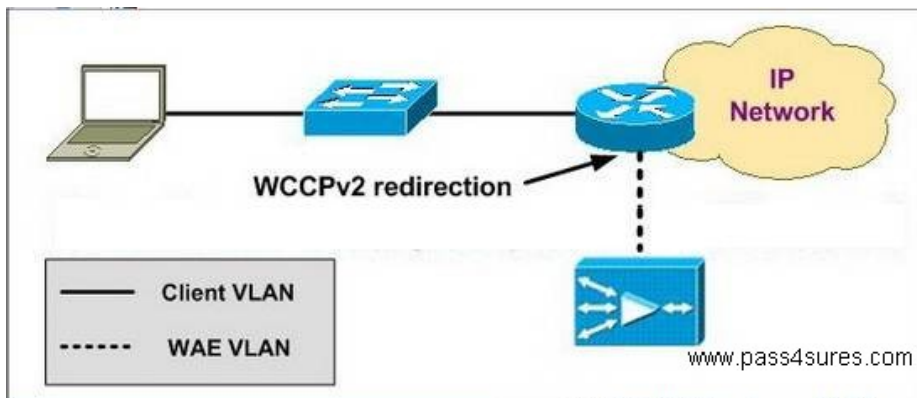 IP
Network
WCCPv2 redirection
Client VLAN
WAE VLAN
www.pass4sures.com